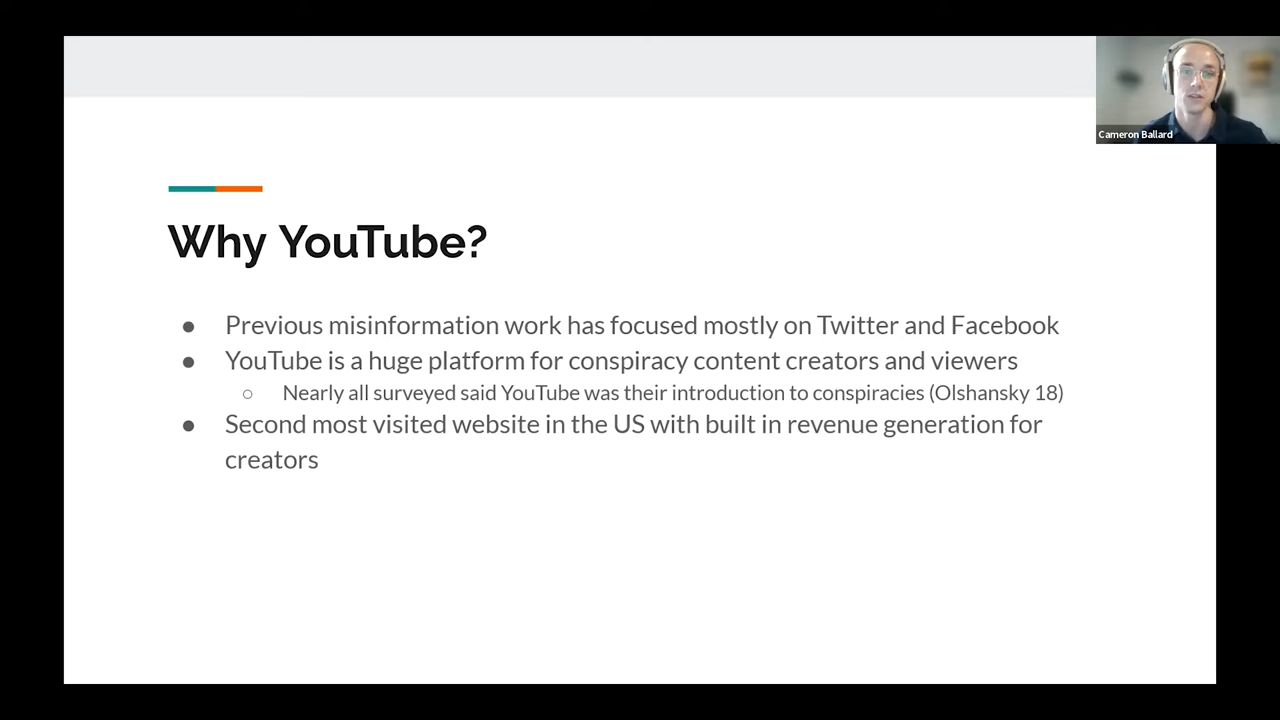 Cameron Ballard
Why YouTube?
● Previous misinformation work has focused mostly on Twitter and Facebook
● YouTube is a huge platform for conspiracy content creators and viewers
○ Nearly all surveyed said YouTube was their introduction to conspiracies (Olshansky 18)
● Second most visited website in the US with built in revenue generation for
creators